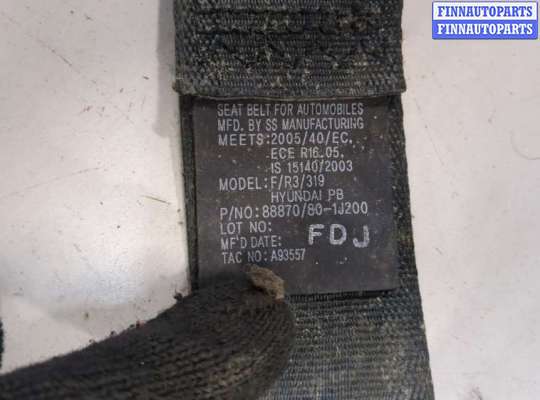 FINNAUTOPARTS
FINNAUTOPARTS
SEAT BELT FOR AUTOMOBILES
MFD. BY SS MANUFACTURING
MEETS:2005/40/EC.
ECE R16.05.
IS 15140/2003
MODEL: F/R3/319
HYUNDAI PB
P/NO: 88870/80-1J200
LOT NO:
MF'D DATE: FDJ
TAC NO: A93557